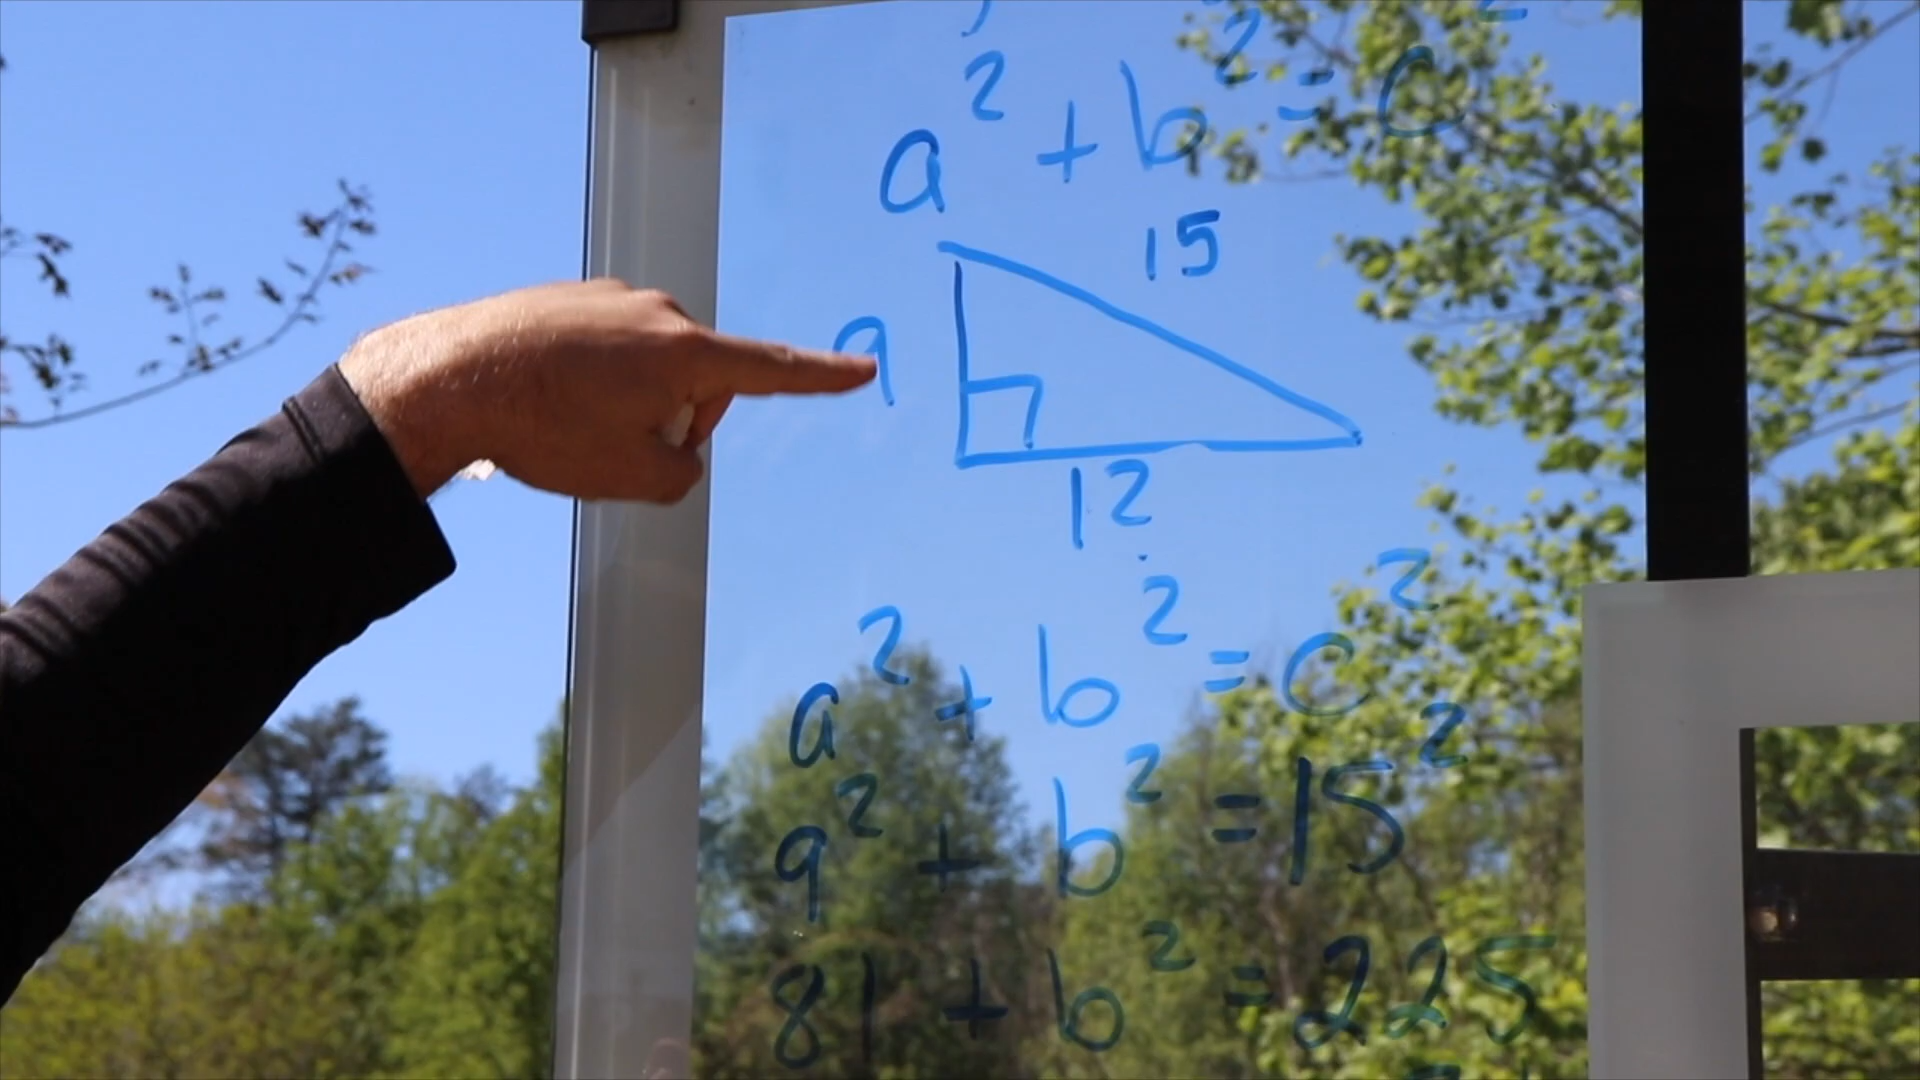 a² + b² = c²
15
9
12
a² + b² = c²
9² + b² = 15²
81 + b² = 225